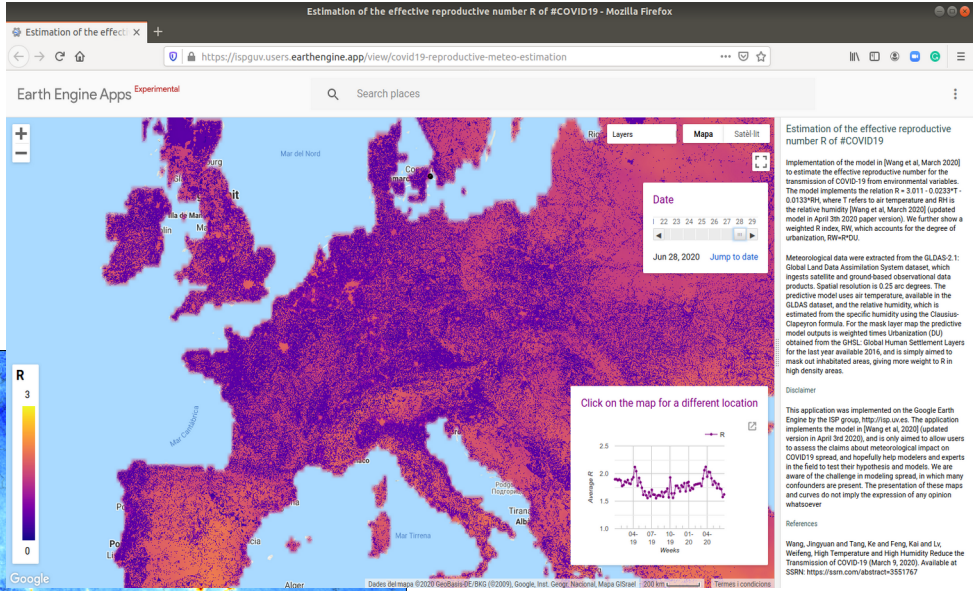 Estimation of the effective reproductive number R of #COVID19 - Mozilla Firefox
Estimation of the effecti
https://ispguv.users.earthengine.app/view/covid19-reproductive-meteo-estimation
Earth Engine Apps Experimental
Search places
Layers
Mapa
Satèl·lit
Mar del Nord
Date
22 23 24 25 26 27 28 29
Jun 28, 2020
Jump to date
R
3
0
Mar Cantàbrica
Mar Tirrena
Tirana
Alger
Click on the map for a different location
R
2.5
2.0
1.5
1.0
Average R
04-19
07-19
10-19
01-20
04-20
Weeks
Google
Dades del mapa ©2020 GeoBasis-DE/BKG (©2009), Google, Inst. Geogr. Nacional, Mapa GISrael
200 km
Termes i condicions
Estimation of the effective reproductive
number R of #COVID19
Implementation of the model in [Wang et al, March 2020]
to estimate the effective reproductive number for the
transmission of COVID-19 from environmental variables.
The model implements the relation R = 3.011 - 0.0233*T -
0.0133*RH, where T refers to air temperature and RH is
the relative humidity [Wang et al, March 2020] (updated
model in April 3th 2020 paper version). We further show a
weighted R index, RW, which accounts for the degree of
urbanization, RW=R*DU.
Meteorological data were extracted from the GLDAS-2.1:
Global Land Data Assimilation System dataset, which
ingests satellite and ground-based observational data
products. Spatial resolution is 0.25 arc degrees. The
predictive model uses air temperature, available in the
GLDAS dataset, and the relative humidity, which is
estimated from the specific humidity using the Clausius-
Clapeyron formula. For the mask layer map the predictive
model outputs is weighted times Urbanization (DU)
obtained from the GHSL: Global Human Settlement Layers
for the last year available 2016, and is simply aimed to
mask out inhabitated areas, giving more weight to R in
high density areas.
Disclaimer
This application was implemented on the Google Earth
Engine by the ISP group, http://isp.uv.es. The application
implements the model in [Wang et al, 2020] (updated
version in April 3rd 2020), and is only aimed to allow users
to assess the claims about meteorological impact on
COVID19 spread, and hopefully help modelers and experts
in the field to test their hypothesis and models. We are
aware of the challenge in modeling spread, in which many
confounders are present. The presentation of these maps
and curves do not imply the expression of any opinion
whatsoever
References
Wang, Jingyuan and Tang, Ke and Feng, Kai and Lv,
Weifeng, High Temperature and High Humidity Reduce the
Transmission of COVID-19 (March 9, 2020). Available at
SSRN: https://ssrn.com/abstract=3551767